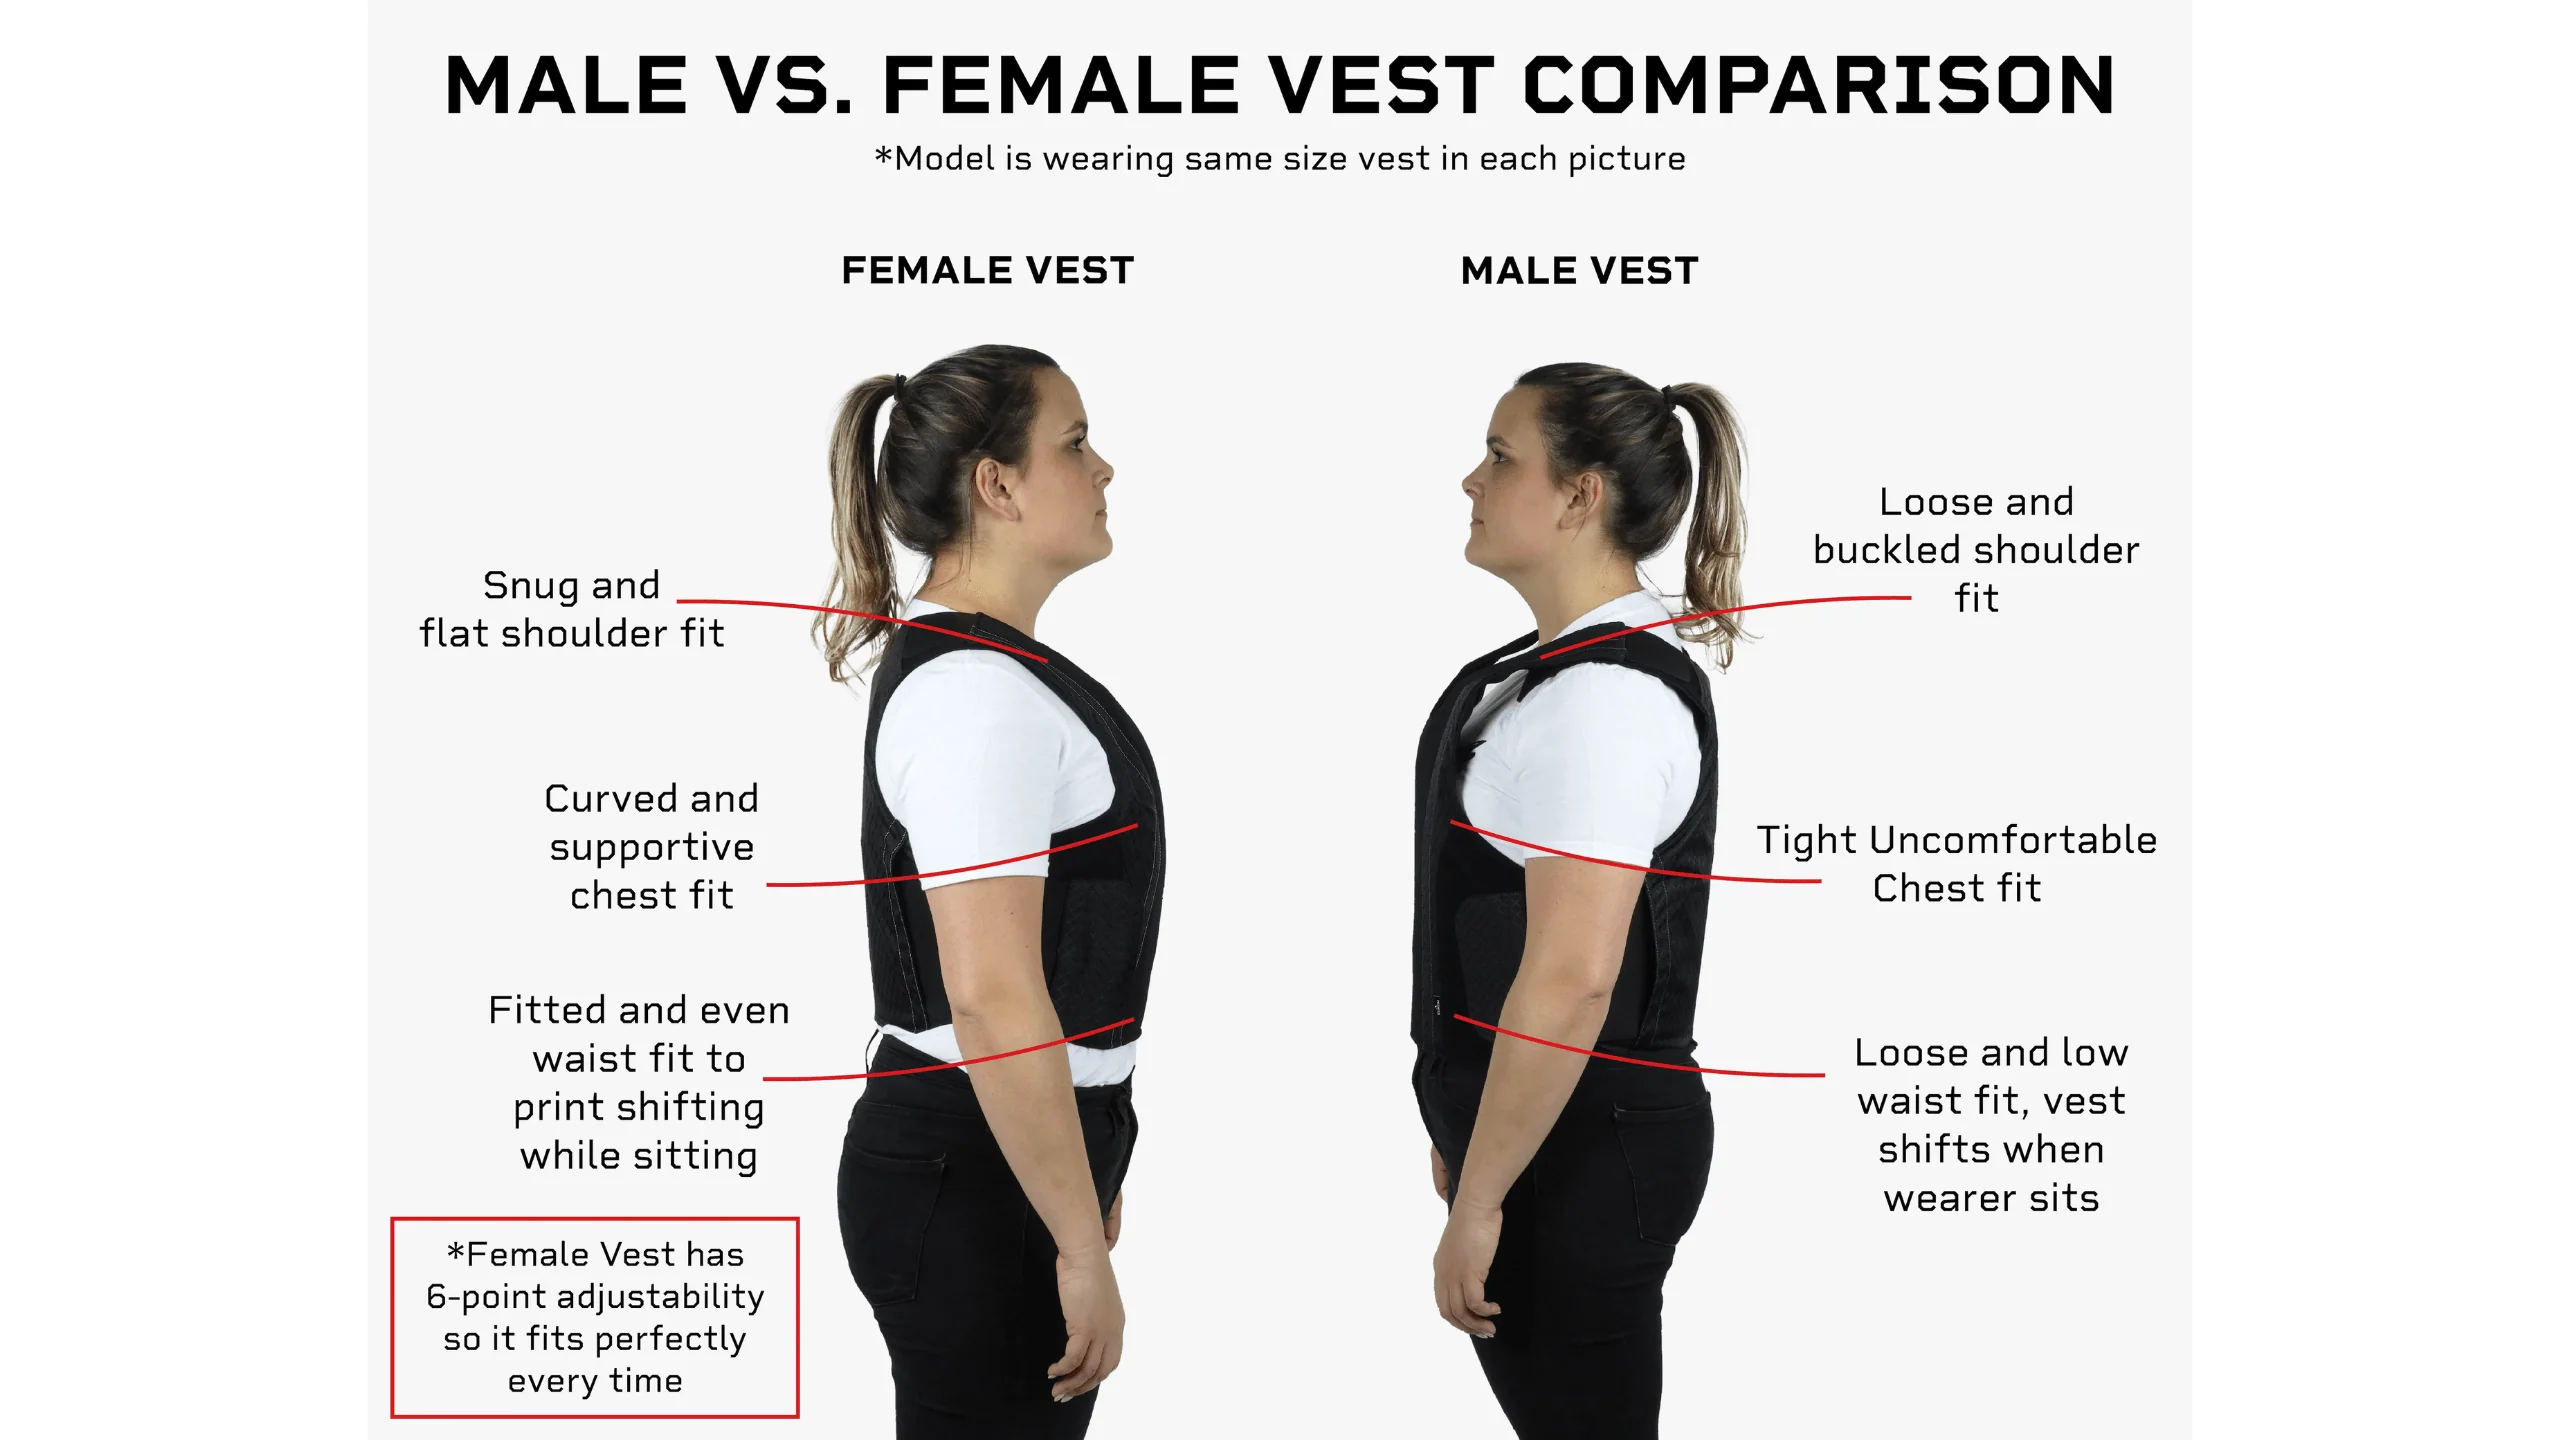 MALE VS. FEMALE VEST COMPARISON
*Model is wearing same size vest in each picture
FEMALE VEST
Snug and
flat shoulder fit
Curved and
supportive
chest fit
Fitted and even
waist fit to
print shifting
while sitting
*Female Vest has
6-point adjustability
so it fits perfectly
every time
MALE VEST
Loose and
buckled shoulder
fit
Tight Uncomfortable
Chest fit
Loose and low
waist fit, vest
shifts when
wearer sits